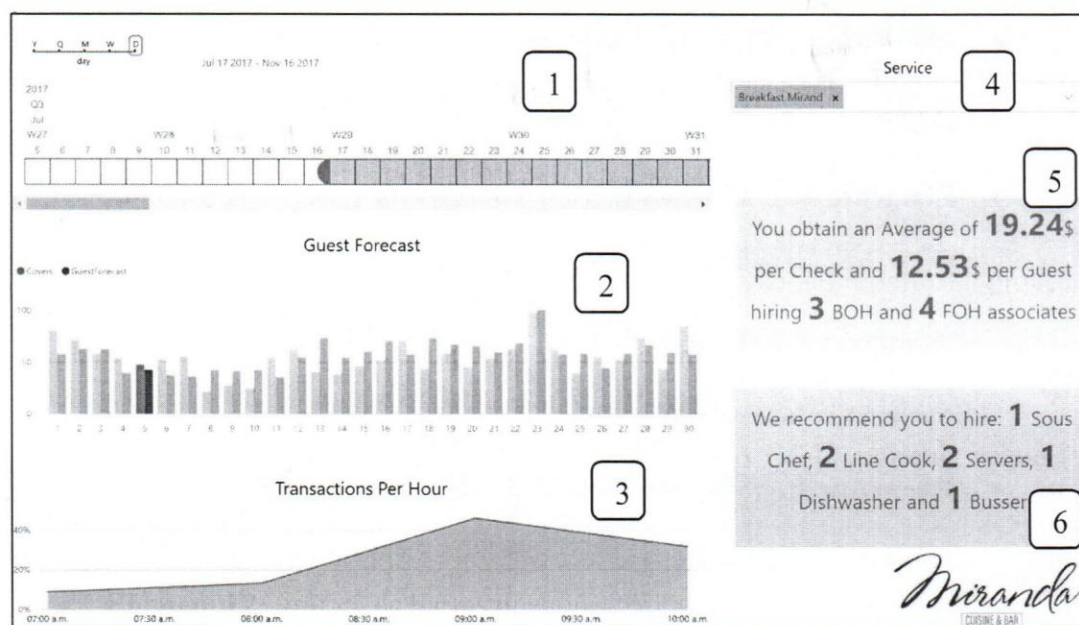 Y Q M W D
day
Jul 17 2017 - Nov 16 2017
1
2017
Q3
Jul
W27 W28 W29 W30 W31
5 6 7 8 9 10 11 12 13 14 15 16 17 18 19 20 21 22 23 24 25 26 27 28 29 30 31
Guest Forecast
Covers GuestForecast
2
100
50
0
1 2 3 4 5 6 7 8 9 10 11 12 13 14 15 16 17 18 19 20 21 22 23 24 25 26 27 28 29 30
Transactions Per Hour
3
40%
20%
0%
07:00 a.m. 07:30 a.m. 08:00 a.m. 08:30 a.m. 09:00 a.m. 09:30 a.m. 10:00 a.m.
Service
4
Breakfast Mirand x
5
You obtain an Average of 19.24$
per Check and 12.53$ per Guest
hiring 3 BOH and 4 FOH associates
We recommend you to hire: 1 Sous
Chef, 2 Line Cook, 2 Servers, 1
Dishwasher and 1 Busser
6
Miranda
CUISINE & BAR